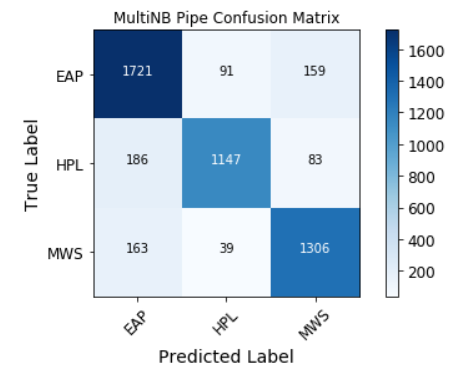 MultiNB Pipe Confusion Matrix
True Label
EAP 1721 91 159
HPL 186 1147 83
MWS 163 39 1306
EAP HPL MWS
Predicted Label
1600
1400
1200
1000
800
600
400
200